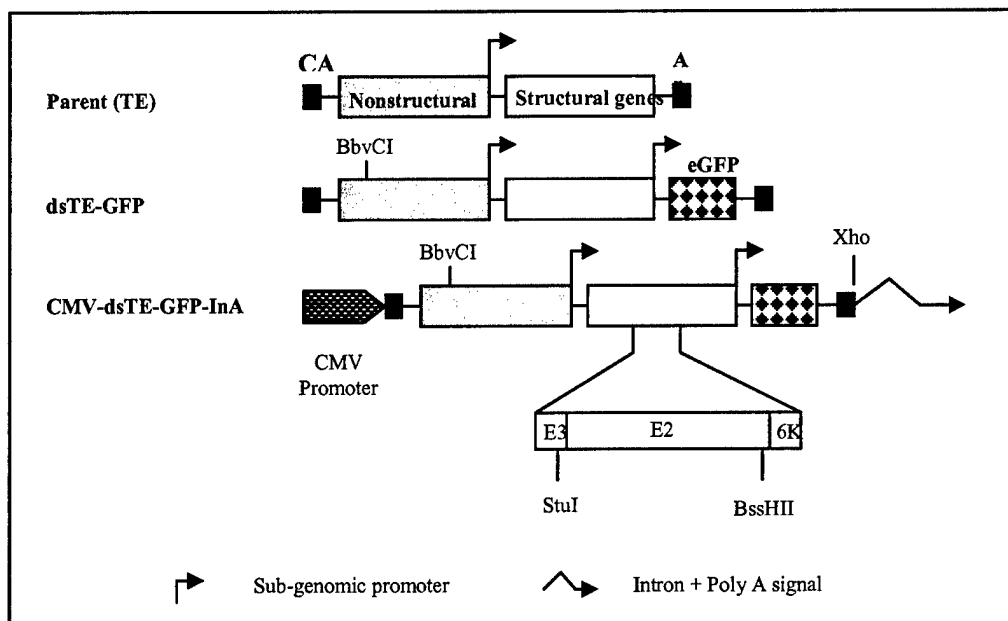 CA
A
Parent (TE)
Nonstructural
Structural genes
BbvCI
eGFP
dsTE-GFP
BbvCI
Xho
CMV-dsTE-GFP-InA
CMV
Promoter
E3
E2
6K
StuI
BssHII
Sub-genomic promoter
Intron + Poly A signal